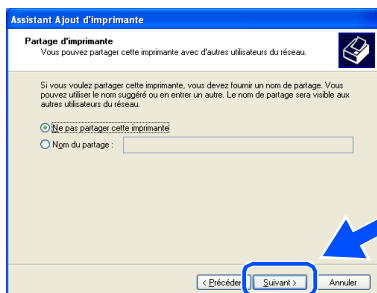 Assistant Ajout d'imprimante
Partage d'imprimante
Vous pouvez partager cette imprimante avec d'autres utilisateurs du réseau.
Si vous voulez partager cette imprimante, vous devez fournir un nom de partage. Vous
pouvez utiliser le nom suggéré ou en entrer un autre. Le nom de partage sera visible aux
autres utilisateurs du réseau.
Ne pas partager cette imprimante
Nom du partage :
< Précéden
Suivant >
Annuler